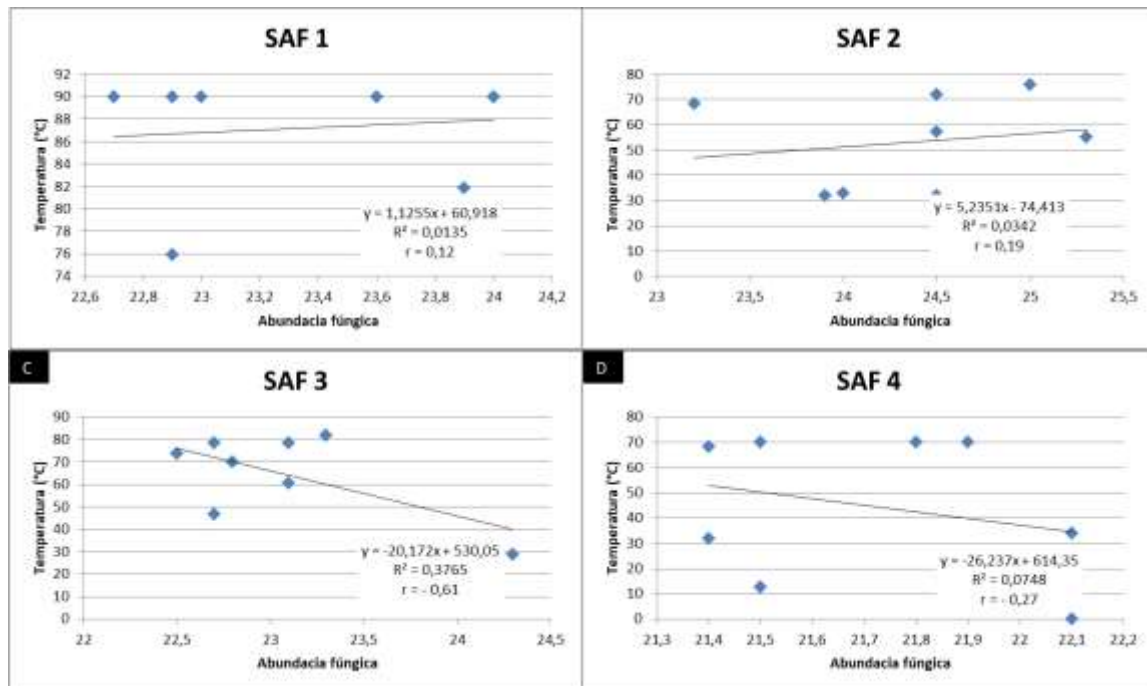 SAF 1
Temperatura (°C)
92
90
88
86
84
82
80
78
76
74
22,6 22,8 23 23,2 23,4 23,6 23,8 24 24,2
Abundacia fúngica
y = 1,1255x + 60,918
R² = 0,0135
r = 0,12
SAF 2
Temperatura (°C)
80
70
60
50
40
30
20
10
0
23 23,5 24 24,5 25 25,5
Abundacia fúngica
y = 5,2351x - 74,413
R² = 0,0342
r = 0,19
C
SAF 3
Temperatura (°C)
90
80
70
60
50
40
30
20
10
0
22 22,5 23 23,5 24 24,5
Abundacia fúngica
y = -20,172x + 530,05
R² = 0,3765
r = - 0,61
D
SAF 4
Temperatura (°C)
80
70
60
50
40
30
20
10
0
21,3 21,4 21,5 21,6 21,7 21,8 21,9 22 22,1 22,2
Abundacia fúngica
y = -26,237x + 614,35
R² = 0,0748
r = - 0,27